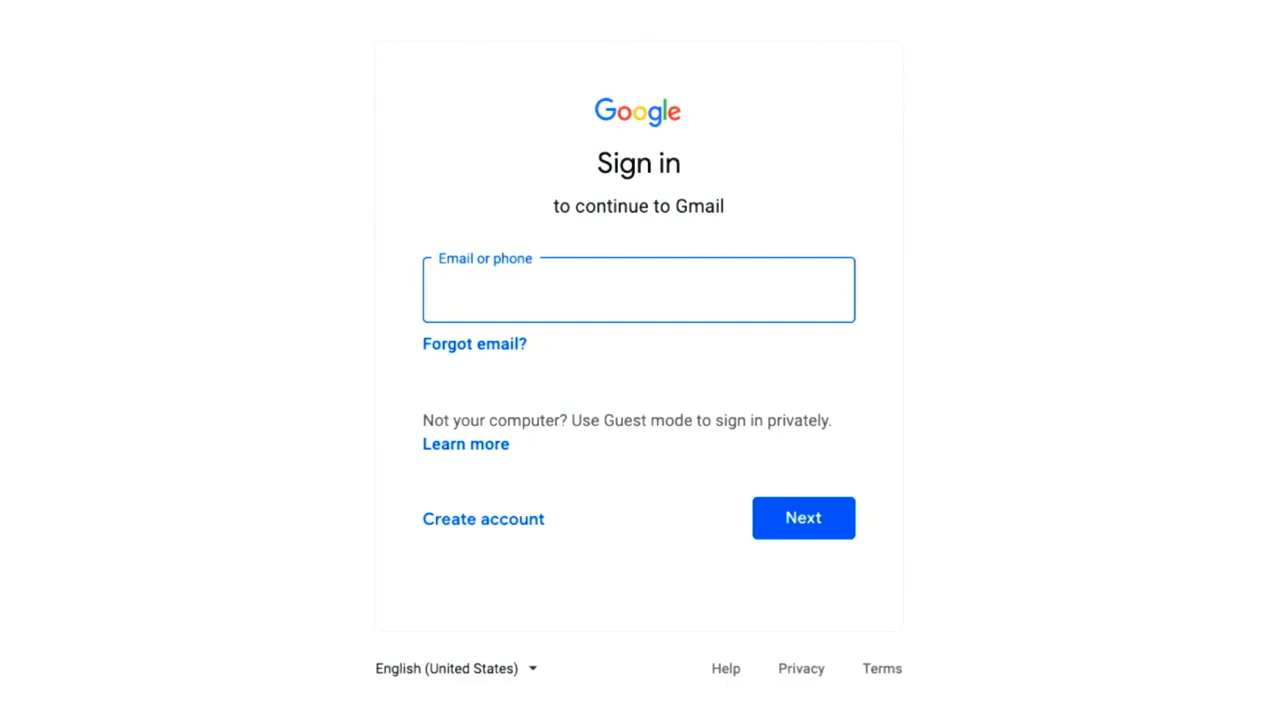 Google
Sign in
to continue to Gmail
Email or phone
Forgot email?
Not your computer? Use Guest mode to sign in privately.
Learn more
Create account
Next
English (United States)
Help Privacy Terms